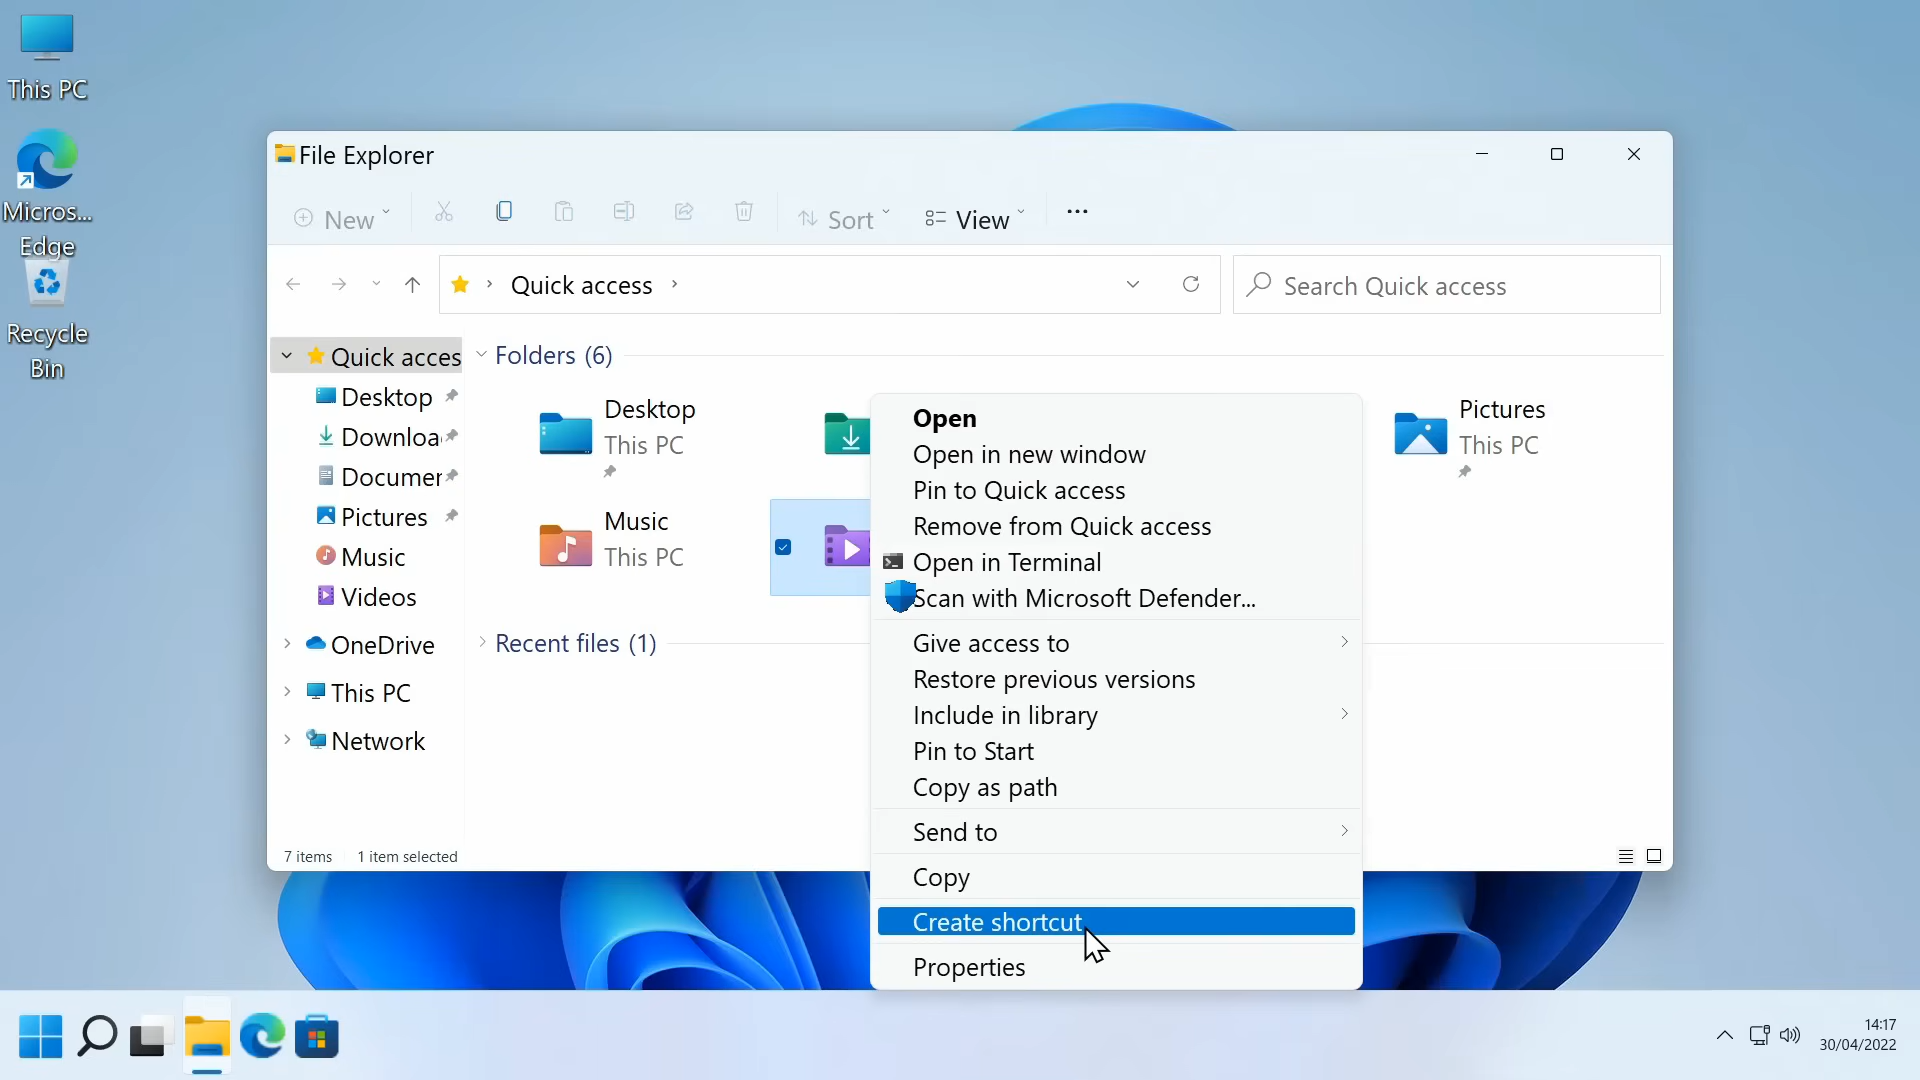 This PC
Micros...
Edge
Recycle
Bin
File Explorer
New
Sort
View
Quick access
Search Quick access
Quick acces
Desktop
Downloa
Documer
Pictures
Music
Videos
OneDrive
This PC
Network
Folders (6)
Desktop
This PC
Pictures
This PC
Music
This PC
Recent files (1)
Open
Open in new window
Pin to Quick access
Remove from Quick access
Open in Terminal
Scan with Microsoft Defender...
Give access to
Restore previous versions
Include in library
Pin to Start
Copy as path
Send to
Copy
Create shortcut
Properties
7 items
1 item selected
14:17
30/04/2022